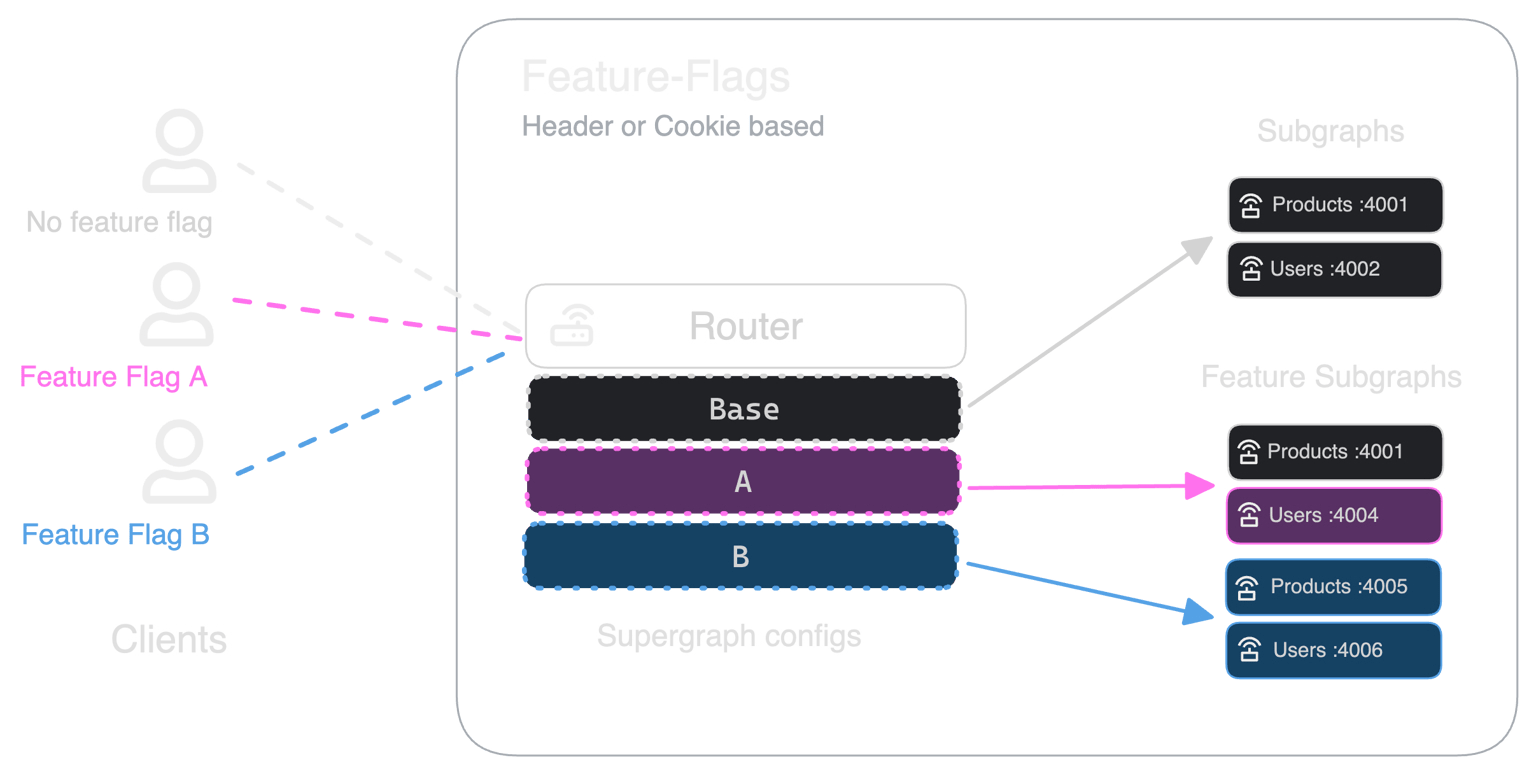 Feature-Flags
Header or Cookie based
No feature flag
Feature Flag A
Feature Flag B
Clients
Router
Base
A
B
Supergraph configs
Subgraphs
Products :4001
Users :4002
Feature Subgraphs
Products :4001
Users :4004
Products :4005
Users :4006